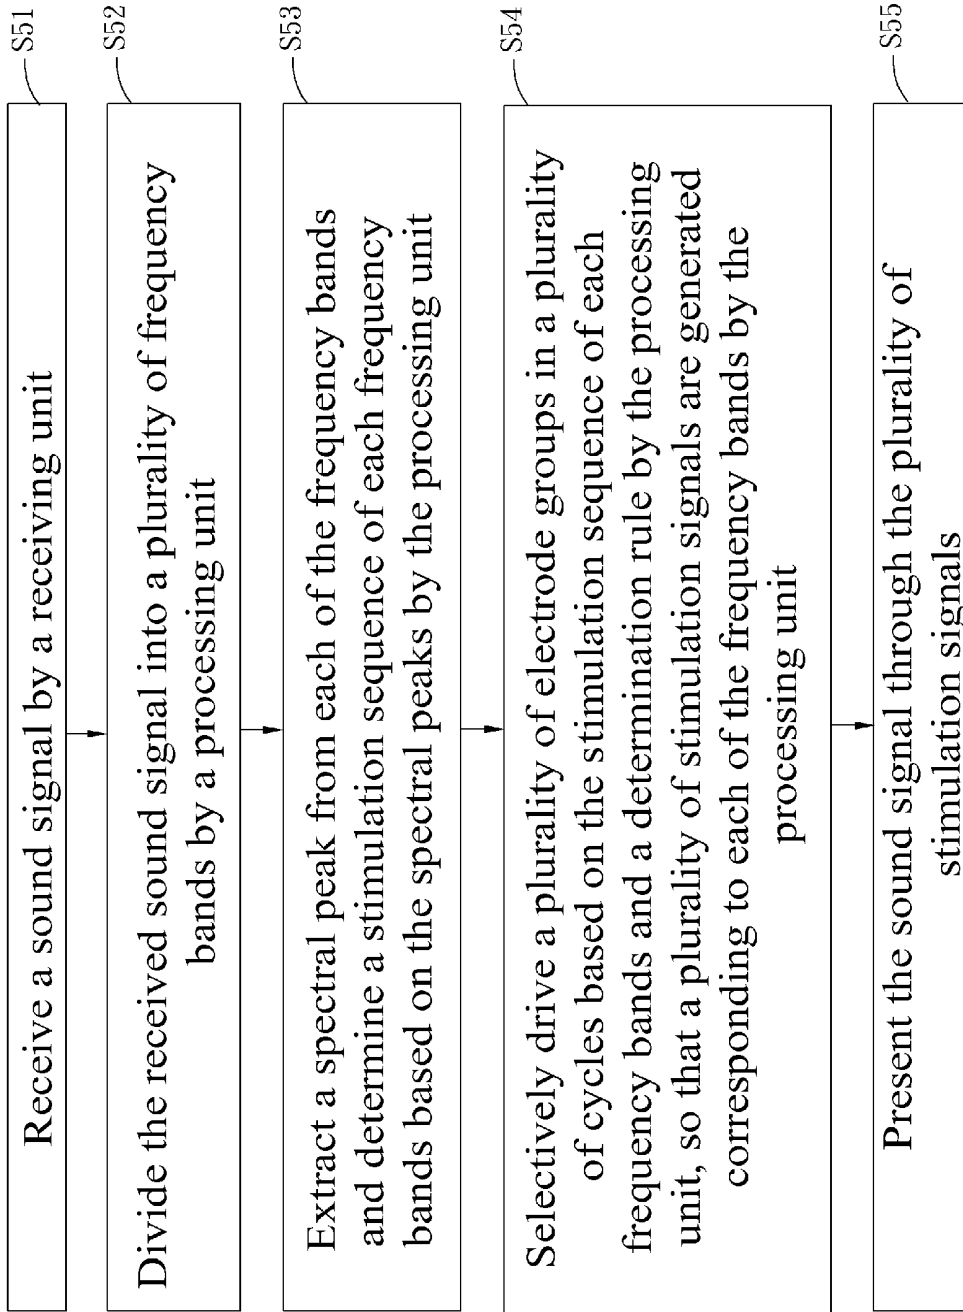 Receive a sound signal by a receiving unit
S51
Divide the received sound signal into a plurality of frequency
bands by a processing unit
S52
Extract a spectral peak from each of the frequency bands
and determine a stimulation sequence of each frequency
bands based on the spectral peaks by the processing unit
S53
Selectively drive a plurality of electrode groups in a plurality
of cycles based on the stimulation sequence of each
frequency bands and a determination rule by the processing
unit, so that a plurality of stimulation signals are generated
corresponding to each of the frequency bands by the
processing unit
S54
Present the sound signal through the plurality of
stimulation signals
S55